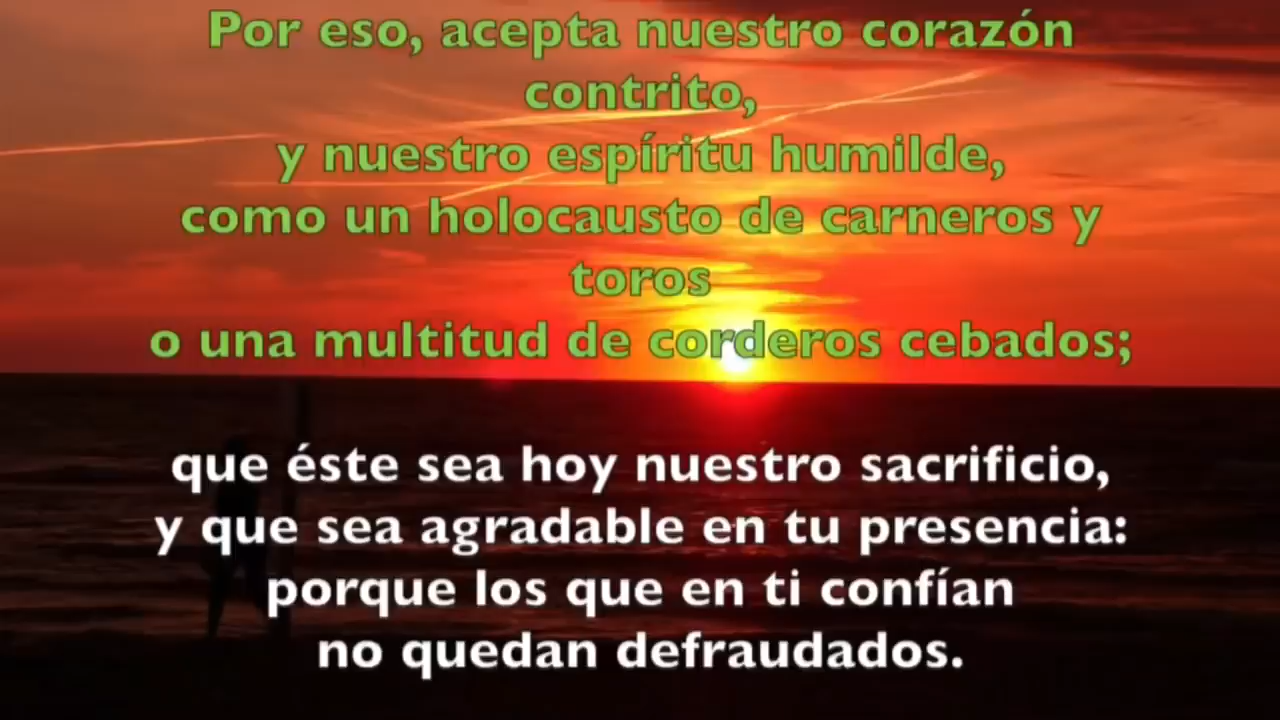 Por eso, acepta nuestro corazón
contrito,
y nuestro espíritu humilde,
como un holocausto de carneros y
toros
o una multitud de corderos cebados;
que éste sea hoy nuestro sacrificio,
y que sea agradable en tu presencia:
porque los que en ti confían
no quedan defraudados.